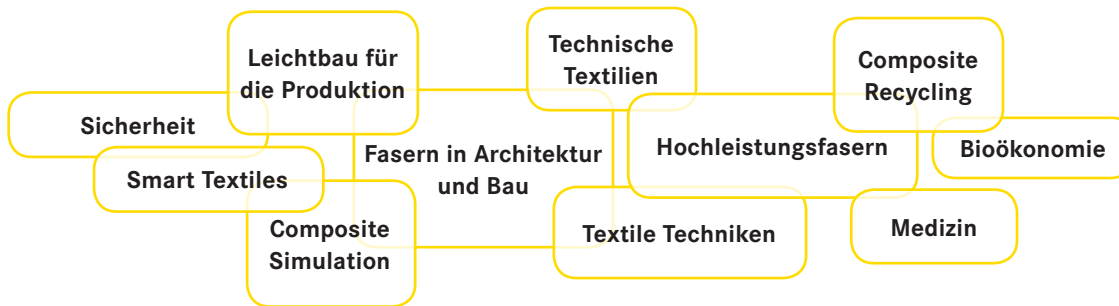 Leichtbau für
die Produktion
Technische
Textilien
Composite
Recycling
Sicherheit
Fasern in Architektur
und Bau
Hochleistungsfasern
Bioökonomie
Smart Textiles
Composite
Simulation
Textile Techniken
Medizin